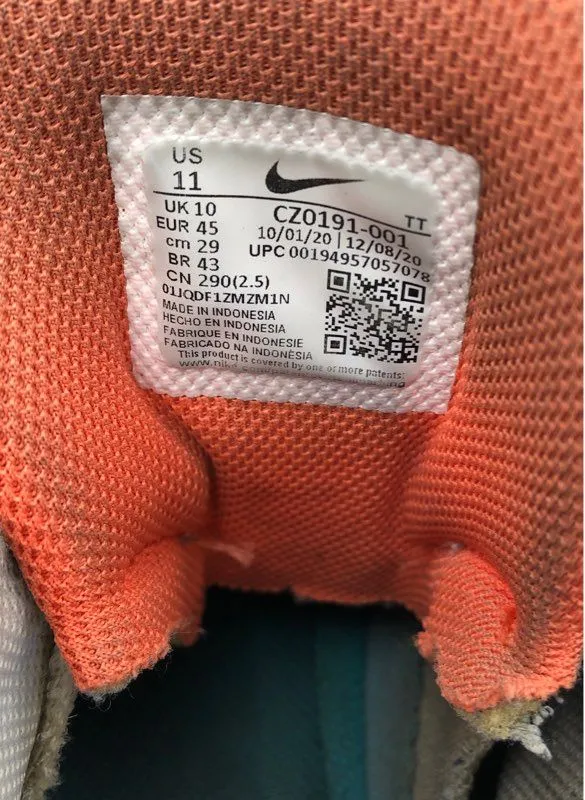 US
11
UK 10
EUR 45
cm 29
BR 43
CN 290(2.5)
CZ0191-001 TT
10/01/20 | 12/08/20
UPC 00194957057078
01JQDF1ZMZM1N
MADE IN INDONESIA
HECHO EN INDONESIA
FABRIQUE EN INDONESIE
FABRICADO NA INDONÉSIA
This product is covered by one or more patents: